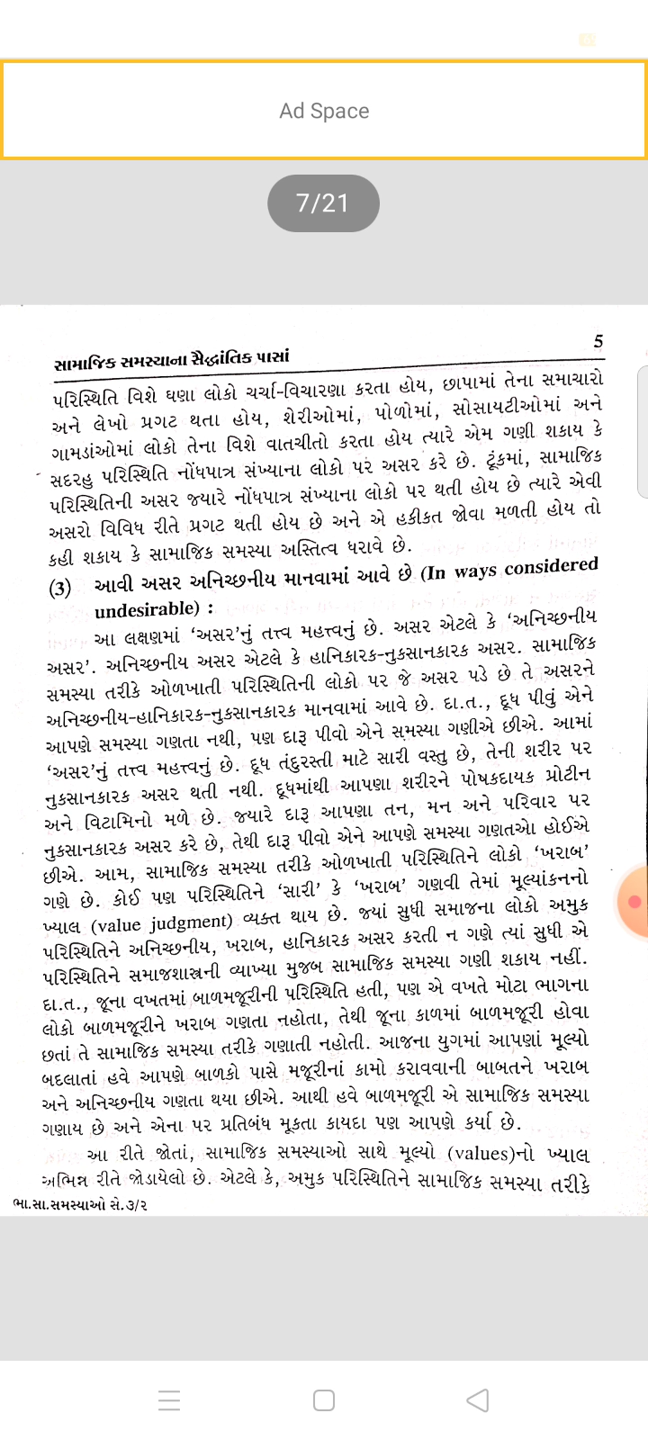 Ad Space
7/21
સામાજિક સમસ્યાના સૈદ્ધાંતિક પાસાં
5
પરિસ્થિતિ વિશે ઘણા લોકો ચર્ચા-વિચારણા કરતા હોય, છાપામાં તેના સમાચારો
અને લેખો પ્રગટ થતા હોય, શેરીઓમાં, પોળોમાં, સોસાયટીઓમાં અને
ગામડાંઓમાં લોકો તેના વિશે વાતચીતો કરતા હોય ત્યારે એમ ગણી શકાય કે
સદરહુ પરિસ્થિતિ નોંધપાત્ર સંખ્યાના લોકો પર અસર કરે છે. ટૂંકમાં, સામાજિક
પરિસ્થિતિની અસર જ્યારે નોંધપાત્ર સંખ્યાના લોકો પર થતી હોય છે ત્યારે એવી
અસરો વિવિધ રીતે પ્રગટ થતી હોય છે અને એ હકીકત જોવા મળતી હોય તો
કહી શકાય કે સામાજિક સમસ્યા અસ્તિત્વ ધરાવે છે.
(3) આવી અસર અનિચ્છનીય માનવામાં આવે છે (In ways considered
undesirable) :
આ લક્ષણમાં ‘અસર’નું તત્ત્વ મહત્ત્વનું છે. અસર એટલે કે ‘અનિચ્છનીય
અસર’. અનિચ્છનીય અસર એટલે કે હાનિકારક-નુકસાનકારક અસર. સામાજિક
સમસ્યા તરીકે ઓળખાતી પરિસ્થિતિની લોકો પર જે અસર પડે છે તે અસરને
અનિચ્છનીય-હાનિકારક-નુકસાનકારક માનવામાં આવે છે. દા.ત., દૂધ પીવું એને
આપણે સમસ્યા ગણતા નથી, પણ દારૂ પીવો એને સમસ્યા ગણીએ છીએ. આમાં
‘અસર’નું તત્ત્વ મહત્ત્વનું છે. દૂધ તંદુરસ્તી માટે સારી વસ્તુ છે, તેની શરીર પર
નુકસાનકારક અસર થતી નથી. દૂધમાંથી આપણા શરીરને પોષકદાયક પ્રોટીન
અને વિટામિનો મળે છે. જ્યારે દારૂ આપણા તન, મન અને પરિવાર પર
નુકસાનકારક અસર કરે છે, તેથી દારૂ પીવો એને આપણે સમસ્યા ગણતઓ હોઈએ
છીએ. આમ, સામાજિક સમસ્યા તરીકે ઓળખાતી પરિસ્થિતિને લોકો ‘ખરાબ’
ગણે છે. કોઈ પણ પરિસ્થિતિને ‘સારી’ કે ‘ખરાબ’ ગણવી તેમાં મૂલ્યાંકનનો
ખ્યાલ (value judgment) વ્યક્ત થાય છે. જ્યાં સુધી સમાજના લોકો અમુક
પરિસ્થિતિને અનિચ્છનીય, ખરાબ, હાનિકારક અસર કરતી ન ગણે ત્યાં સુધી એ
પરિસ્થિતિને સમાજશાસ્ત્રની વ્યાખ્યા મુજબ સામાજિક સમસ્યા ગણી શકાય નહીં.
દા.ત., જૂના વખતમાં બાળમજૂરીની પરિસ્થિતિ હતી, પણ એ વખતે મોટા ભાગના
લોકો બાળમજૂરીને ખરાબ ગણતા નહોતા, તેથી જૂના કાળમાં બાળમજૂરી હોવા
છતાં તે સામાજિક સમસ્યા તરીકે ગણાતી નહોતી. આજના યુગમાં આપણાં મૂલ્યો
બદલાતાં હવે આપણે બાળકો પાસે મજૂરીનાં કામો કરાવવાની બાબતને ખરાબ
અને અનિચ્છનીય ગણતા થયા છીએ. આથી હવે બાળમજૂરી એ સામાજિક સમસ્યા
ગણાય છે અને એના પર પ્રતિબંધ મૂકતા કાયદા પણ આપણે કર્યા છે.
આ રીતે જોતાં, સામાજિક સમસ્યાઓ સાથે મૂલ્યો (values)નો ખ્યાલ
અભિન્ન રીતે જોડાયેલો છે. એટલે કે, અમુક પરિસ્થિતિને સામાજિક સમસ્યા તરીકે
ભા.સા.સમસ્યાઓ સે.૩/૨